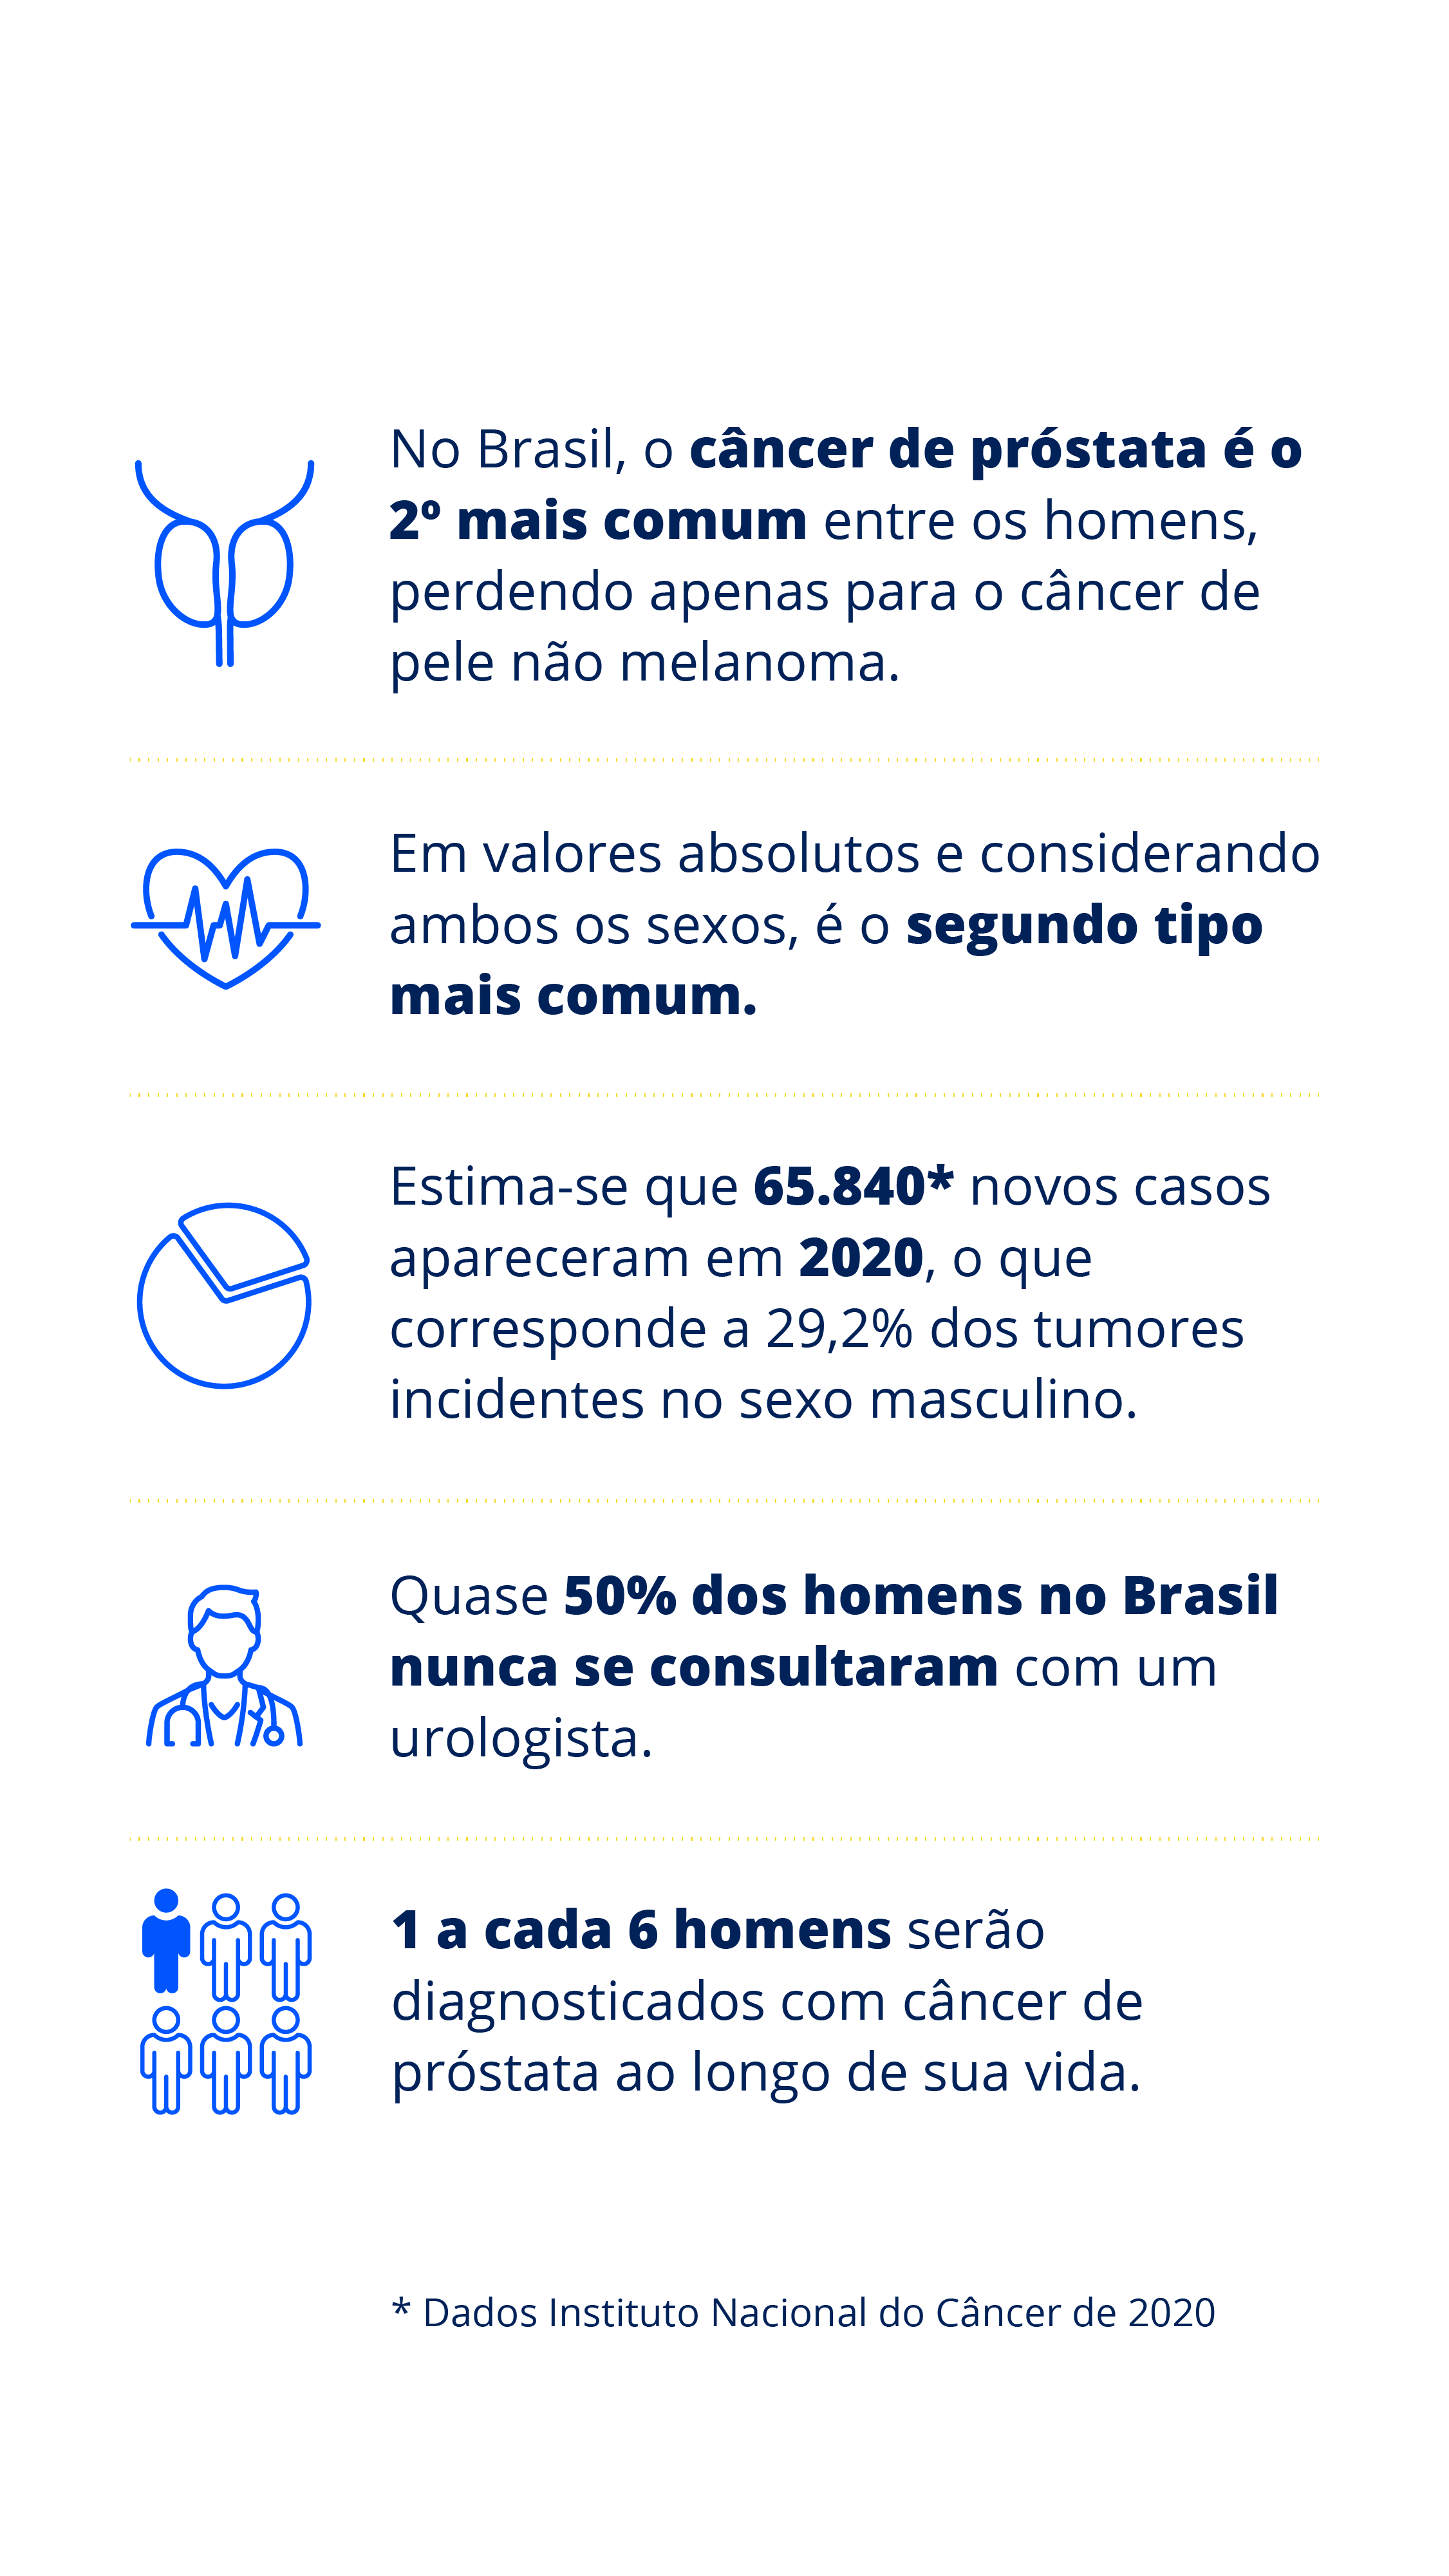 No Brasil, o câncer de próstata é o
2º mais comum entre os homens,
perdendo apenas para o câncer de
pele não melanoma.
Em valores absolutos e considerando
ambos os sexos, é o segundo tipo
mais comum.
Estima-se que 65.840* novos casos
apareceram em 2020, o que
corresponde a 29,2% dos tumores
incidentes no sexo masculino.
Quase 50% dos homens no Brasil
nunca se consultaram com um
urologista.
1 a cada 6 homens serão
diagnosticados com câncer de
próstata ao longo de sua vida.
* Dados Instituto Nacional do Câncer de 2020